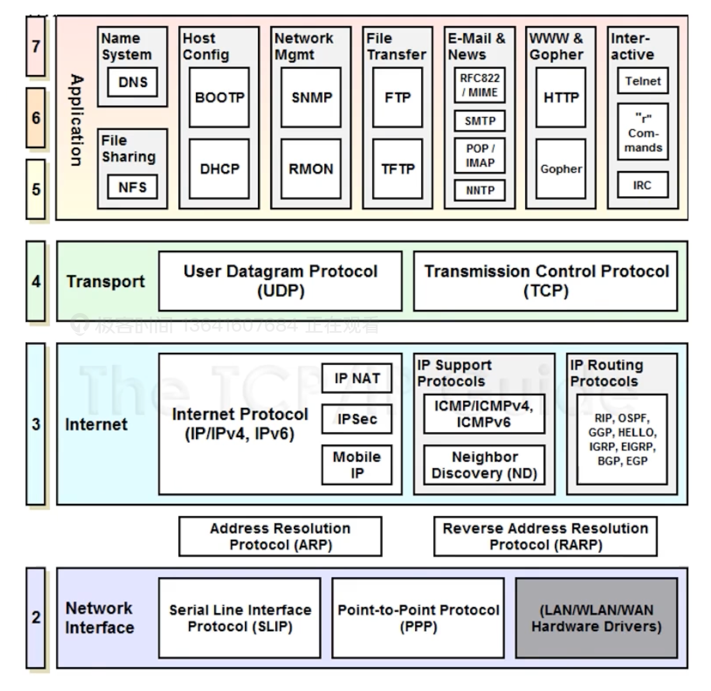 7
6
5
Application
Name
System
DNS
File
Sharing
NFS
Host
Config
BOOTP
DHCP
Network
Mgmt
SNMP
RMON
File
Transfer
FTP
TFTP
E-Mail &
News
RFC822
/ MIME
SMTP
POP /
IMAP
NNTP
WWW &
Gopher
HTTP
Gopher
Inter-
active
Telnet
"r"
Com-
mands
IRC
4
Transport
User Datagram Protocol
(UDP)
Transmission Control Protocol
(TCP)
极客时间 13641607684 正在观看
The TCP/IP Guide
3
Internet
Internet Protocol
(IP/IPv4, IPv6)
IP NAT
IPSec
Mobile
IP
IP Support
Protocols
ICMP/ICMPv4,
ICMPv6
Neighbor
Discovery (ND)
IP Routing
Protocols
RIP, OSPF,
GGP, HELLO,
IGRP, EIGRP,
BGP, EGP
Address Resolution
Protocol (ARP)
Reverse Address Resolution
Protocol (RARP)
2
Network
Interface
Serial Line Interface
Protocol (SLIP)
Point-to-Point Protocol
(PPP)
(LAN/WLAN/WAN
Hardware Drivers)